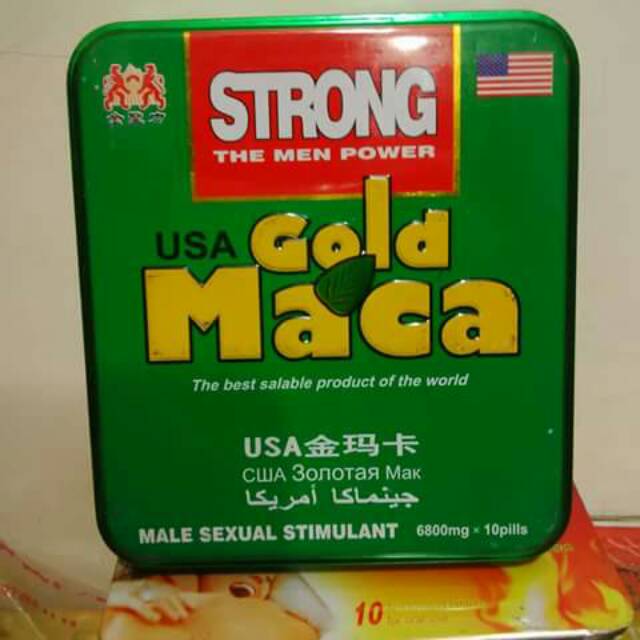 STRONG
THE MEN POWER
USA Gold
Maca
The best salable product of the world
USA金玛卡
США Золотая Мак
جينماكا أمريكا
MALE SEXUAL STIMULANT 6800mg × 10pills
10